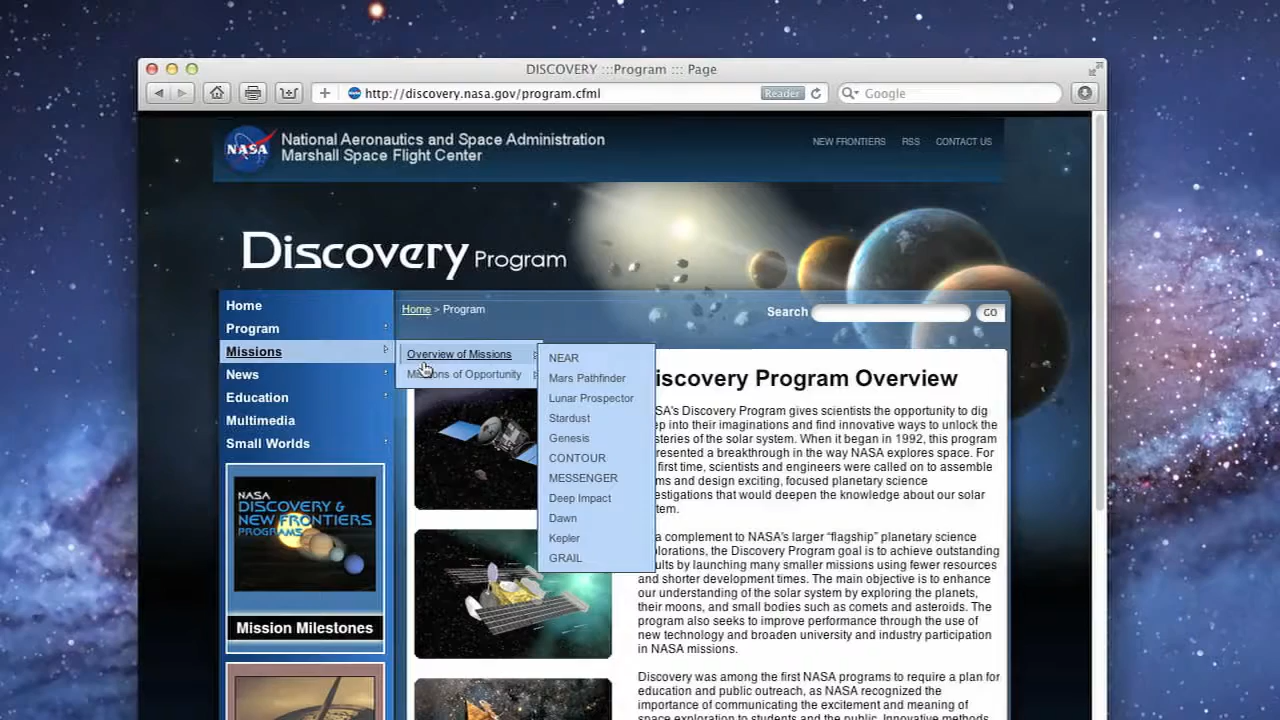 DISCOVERY :::Program ::: Page
http://discovery.nasa.gov/program.cfml
Reader
Google
NASA
National Aeronautics and Space Administration
Marshall Space Flight Center
NEW FRONTIERS RSS CONTACT US
Discovery Program
Home
Program
Missions
News
Education
Multimedia
Small Worlds
Home > Program
Search
GO
Overview of Missions
of Opportunity
NEAR
Mars Pathfinder
Lunar Prospector
Stardust
Genesis
CONTOUR
MESSENGER
Deep Impact
Dawn
Kepler
GRAIL
NASA
DISCOVERY &
NEW FRONTIERS
PROGRAMS
Mission Milestones
Program Overview
Discovery Program gives scientists the opportunity to dig
into their imaginations and find innovative ways to unlock the
of the solar system. When it began in 1992, this program
a breakthrough in the way NASA explores space. For
first time, scientists and engineers were called on to assemble
and design exciting, focused planetary science
that would deepen the knowledge about our solar
complement to NASA's larger “flagship” planetary science
the Discovery Program goal is to achieve outstanding
by launching many smaller missions using fewer resources
and shorter development times. The main objective is to enhance
our understanding of the solar system by exploring the planets,
their moons, and small bodies such as comets and asteroids. The
program also seeks to improve performance through the use of
new technology and broaden university and industry participation
in NASA missions.
Discovery was among the first NASA programs to require a plan for
education and public outreach, as NASA recognized the
importance of communicating the excitement and meaning of
space exploration to students and the public. Innovative methods